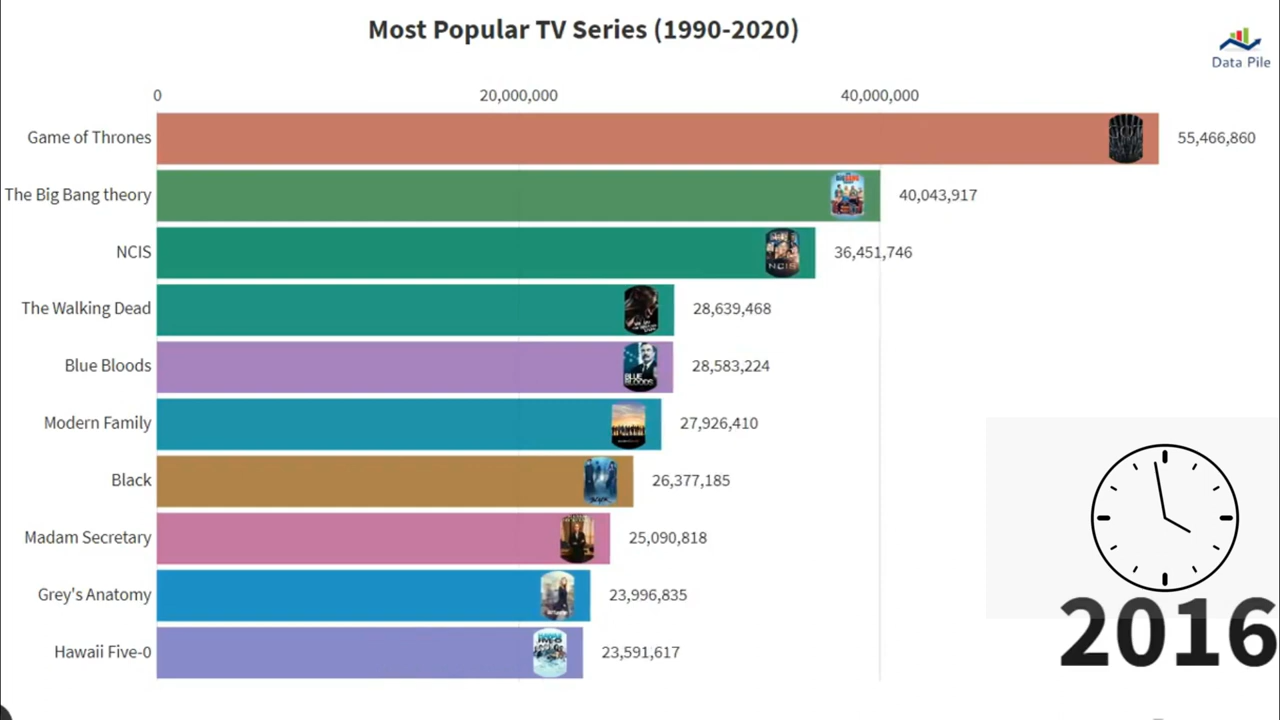 Most Popular TV Series (1990-2020)
Data Pile
0 20,000,000 40,000,000
Game of Thrones 55,466,860
The Big Bang theory 40,043,917
NCIS 36,451,746
The Walking Dead 28,639,468
Blue Bloods 28,583,224
Modern Family 27,926,410
Black 26,377,185
Madam Secretary 25,090,818
Grey's Anatomy 23,996,835
Hawaii Five-0 23,591,617
2016